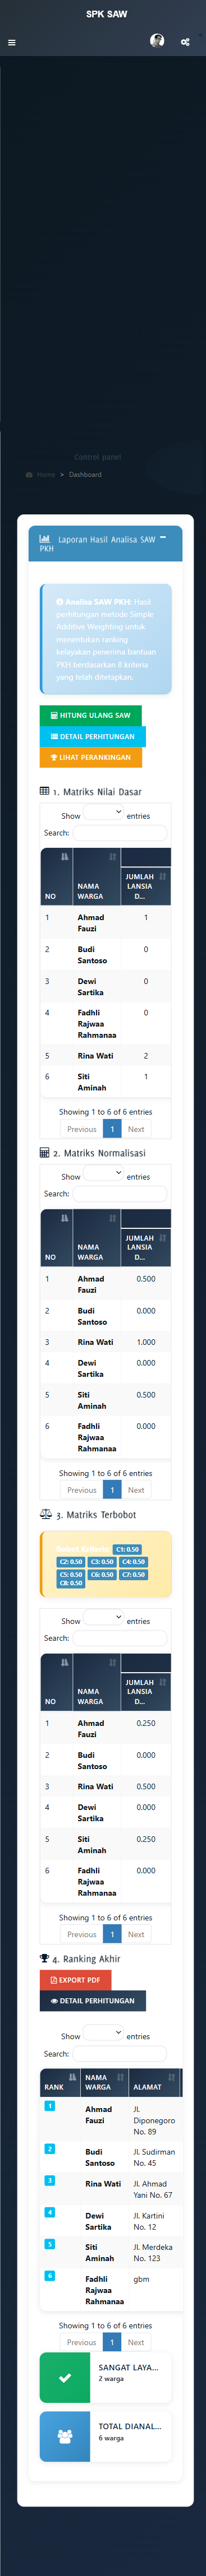 SPK SAW
Control panel
Home > Dashboard
Laporan Hasil Analisa SAW
PKH
Analisa SAW PKH: Hasil
perhitungan metode Simple
Additive Weighting untuk
menentukan ranking
kelayakan penerima bantuan
PKH berdasarkan 8 kriteria
yang telah ditetapkan.
HITUNG ULANG SAW
DETAIL PERHITUNGAN
LIHAT PERANKINGAN
1. Matriks Nilai Dasar
Show entries
Search:
NO NAMA WARGA JUMLAH LANSIA D...
1 Ahmad Fauzi 1
2 Budi Santoso 0
3 Dewi Sartika 0
4 Fadhli Rajwaa Rahmanaa 0
5 Rina Wati 2
6 Siti Aminah 1
Showing 1 to 6 of 6 entries
Previous 1 Next
2. Matriks Normalisasi
Show entries
Search:
NO NAMA WARGA JUMLAH LANSIA D...
1 Ahmad Fauzi 0.500
2 Budi Santoso 0.000
3 Rina Wati 1.000
4 Dewi Sartika 0.000
5 Siti Aminah 0.500
6 Fadhli Rajwaa Rahmanaa 0.000
Showing 1 to 6 of 6 entries
Previous 1 Next
3. Matriks Terbobot
Bobot Kriteria: C1: 0.50
C2: 0.50 C3: 0.50 C4: 0.50
C5: 0.50 C6: 0.50 C7: 0.50
C8: 0.50
Show entries
Search:
NO NAMA WARGA JUMLAH LANSIA D...
1 Ahmad Fauzi 0.250
2 Budi Santoso 0.000
3 Rina Wati 0.500
4 Dewi Sartika 0.000
5 Siti Aminah 0.250
6 Fadhli Rajwaa Rahmanaa 0.000
Showing 1 to 6 of 6 entries
Previous 1 Next
4. Ranking Akhir
EXPORT PDF
DETAIL PERHITUNGAN
Show entries
Search:
RANK NAMA WARGA ALAMAT
1 Ahmad Fauzi Jl. Diponegoro No. 89
2 Budi Santoso Jl. Sudirman No. 45
3 Rina Wati Jl. Ahmad Yani No. 67
4 Dewi Sartika Jl. Kartini No. 12
5 Siti Aminah Jl. Merdeka No. 123
6 Fadhli Rajwaa Rahmanaa gbm
Showing 1 to 6 of 6 entries
Previous 1 Next
SANGAT LAYA...
2 warga
TOTAL DIANAL...
6 warga